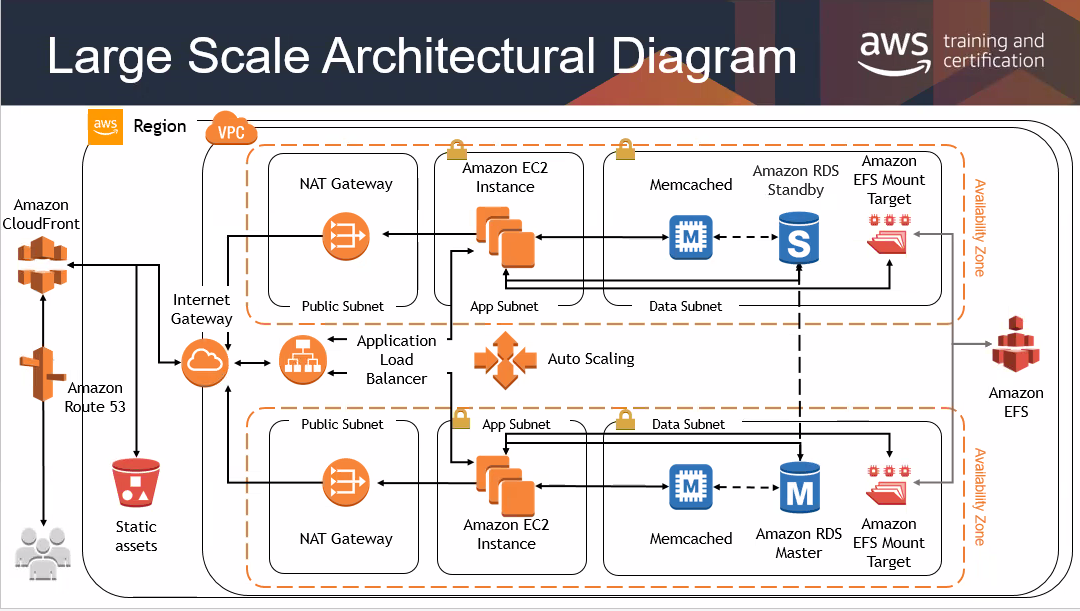 Large Scale Architectural Diagram
aws
training and
certification
aws
Region
VPC
NAT Gateway
Amazon EC2
Instance
Memcached
M
Amazon RDS
Standby
S
Amazon
EFS Mount
Target
Availability Zone
Public Subnet
App Subnet
Data Subnet
Amazon
CloudFront
Internet
Gateway
Application
Load
Balancer
Auto Scaling
Amazon
Route 53
Amazon
EFS
Static
assets
Public Subnet
App Subnet
Data Subnet
NAT Gateway
Amazon EC2
Instance
M
Memcached
M
Amazon RDS
Master
Amazon
EFS Mount
Target
Availability Zone